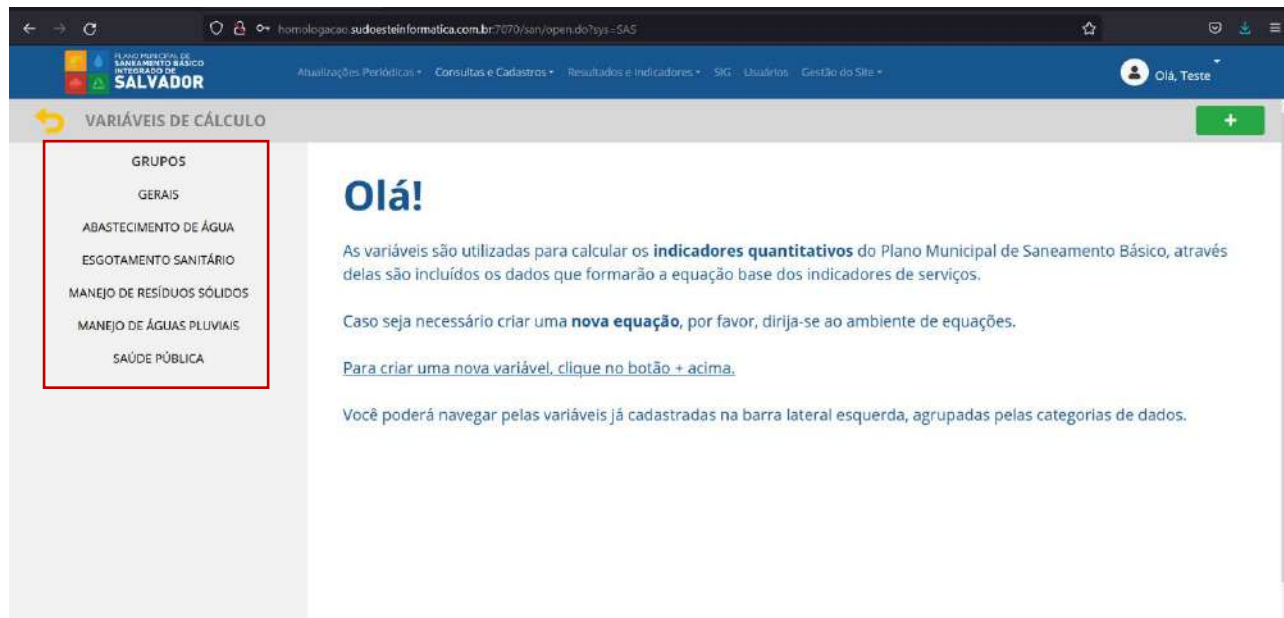 homologacao.sudoesteinformatica.com.br:7070/san/open.do?sys=SAS
PLANO MUNICIPAL DE
SANEAMENTO BÁSICO
INTEGRADO DE
SALVADOR
Atualizações Periódicas Consultas e Cadastros Resultados e Indicadores SIG Usuários Gestão do Site
Olá, Teste
VARIÁVEIS DE CÁLCULO
+
GRUPOS
GERAIS
ABASTECIMENTO DE ÁGUA
ESGOTAMENTO SANITÁRIO
MANEJO DE RESÍDUOS SÓLIDOS
MANEJO DE ÁGUAS PLUVIAIS
SAÚDE PÚBLICA
Olá!
As variáveis são utilizadas para calcular os indicadores quantitativos do Plano Municipal de Saneamento Básico, através
delas são incluídos os dados que formarão a equação base dos indicadores de serviços.
Caso seja necessário criar uma nova equação, por favor, dirija-se ao ambiente de equações.
Para criar uma nova variável, clique no botão + acima.
Você poderá navegar pelas variáveis já cadastradas na barra lateral esquerda, agrupadas pelas categorias de dados.